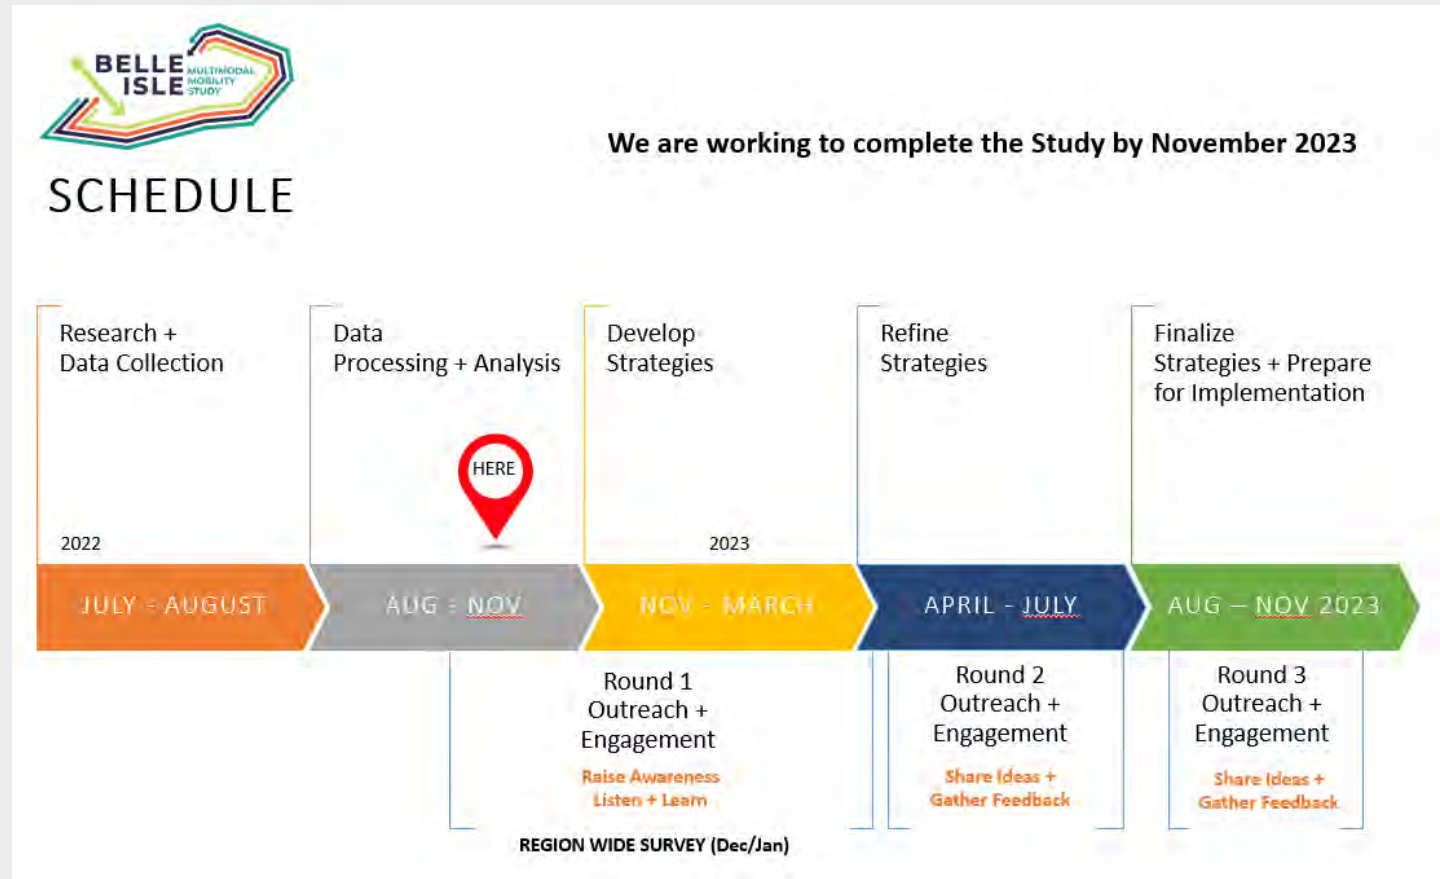 BELLE
ISLE
MULTIMODAL
MOBILITY
STUDY
SCHEDULE
We are working to complete the Study by November 2023
Research +
Data Collection
Data
Processing + Analysis
Develop
Strategies
Refine
Strategies
Finalize
Strategies + Prepare
for Implementation
HERE
2022
2023
JULY - AUGUST
AUG - NOV
NOV - MARCH
APRIL - JULY
AUG – NOV 2023
Round 1
Outreach +
Engagement
Raise Awareness
Listen + Learn
Round 2
Outreach +
Engagement
Share Ideas +
Gather Feedback
Round 3
Outreach +
Engagement
Share Ideas +
Gather Feedback
REGION WIDE SURVEY (Dec/Jan)